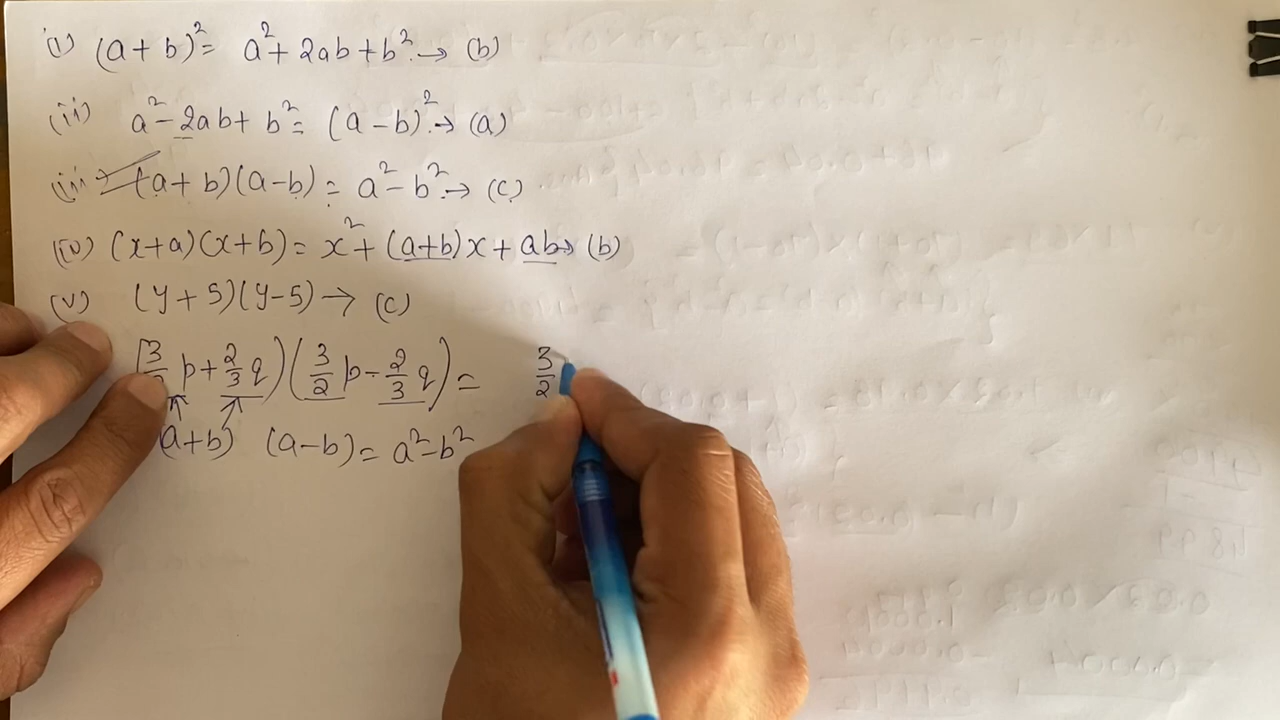 (i) (a+b)² = a² + 2ab + b² → (b)
(ii) a² - 2ab + b² = (a-b)² → (a)
(iii) (a+b)(a-b) = a² - b² → (c)
(iv) (x+a)(x+b) = x² + (a+b)x + ab → (b)
(v) (y+5)(y-5) → (c)
(3/2 p + 2/3 q)(3/2 p - 2/3 q) = 3/2
(a+b) (a-b) = a² - b²